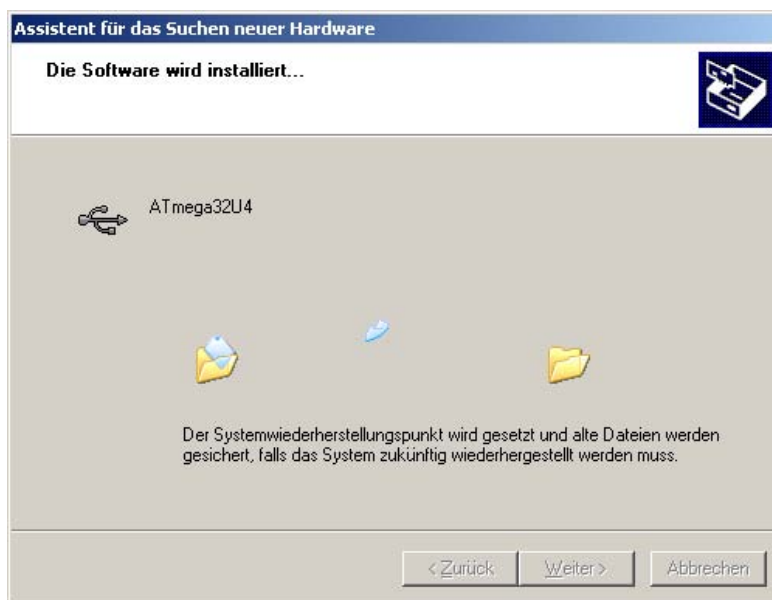 Assistent für das Suchen neuer Hardware
Die Software wird installiert...
ATmega32U4
Der Systemwiederherstellungspunkt wird gesetzt und alte Dateien werden
gesichert, falls das System zukünftig wiederhergestellt werden muss.
< Zurück
Weiter >
Abbrechen